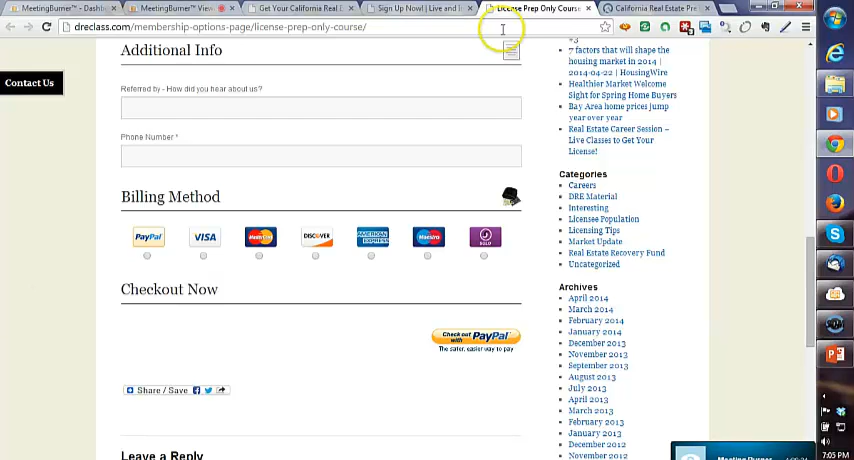 MeetingBurner™ - Dashb
MeetingBurner™ View
Get Your California Real E
Sign Up Now! | Live and I
License Prep Only Course
California Real Estate Pre
dreclass.com/membership-options-page/license-prep-only-course/
Contact Us
Additional Info
Referred by - How did you hear about us?
Phone Number *
Billing Method
PayPal
VISA
MasterCard
DISCOVER
AMERICAN EXPRESS
Maestro
SOLO
Checkout Now
Check out with PayPal
The safer, easier way to pay
Share / Save
Leave a Reply
+3
7 factors that will shape the
housing market in 2014 |
2014-04-22 | HousingWire
Healthier Market Welcome
Sight for Spring Home Buyers
Bay Area home prices jump
year over year
Real Estate Career Session –
Live Classes to Get Your
License!
Categories
Careers
DRE Material
Interesting
Licensee Population
Licensing Tips
Market Update
Real Estate Recovery Fund
Uncategorized
Archives
April 2014
March 2014
February 2014
January 2014
December 2013
November 2013
September 2013
August 2013
July 2013
April 2013
March 2013
February 2013
January 2013
December 2012
November 2012
Meeting Burner
7:05 PM